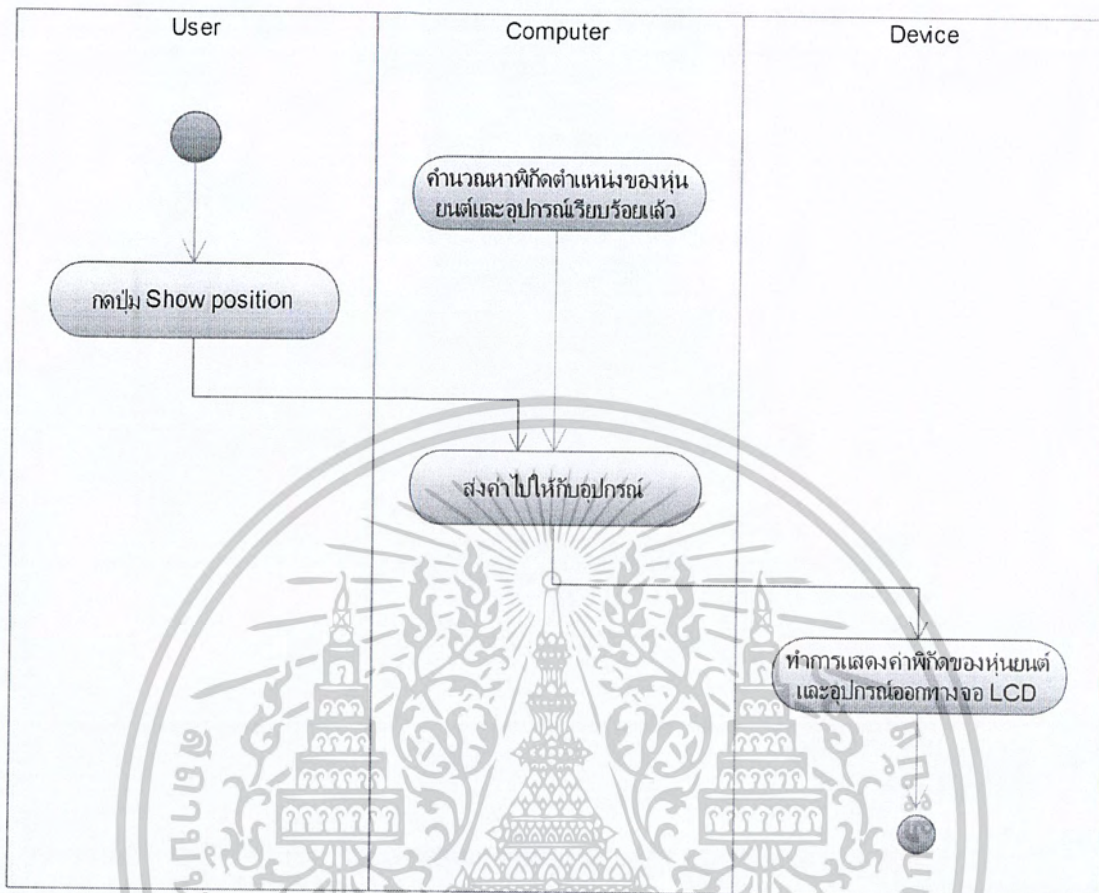 User
Computer
Device
คำนวณหาพิกัดตำแหน่งของหุ่น
ยนต์และอุปกรณ์เรียบร้อยแล้ว
กดปุ่ม Show position
ส่งค่าไปให้กับอุปกรณ์
ทำการแสดงค่าพิกัดของหุ่นยนต์
และอุปกรณ์ออกทางจอ LCD